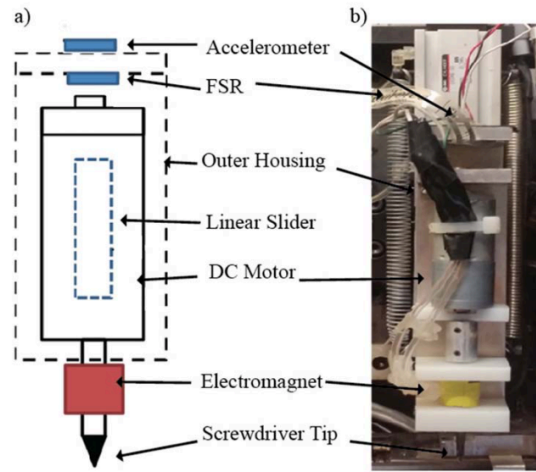 a)
b)
Accelerometer
FSR
Outer Housing
Linear Slider
DC Motor
Electromagnet
Screwdriver Tip